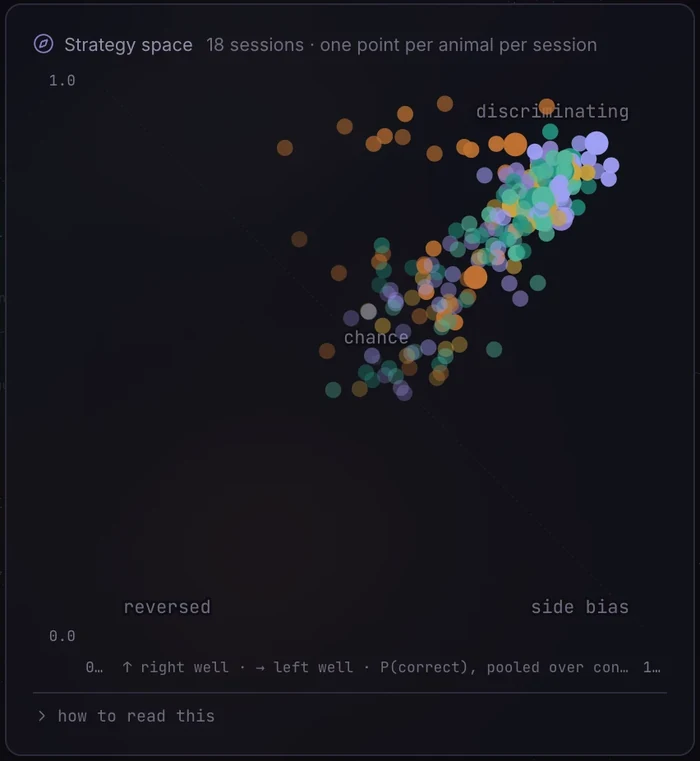 Strategy space 18 sessions · one point per animal per session
1.0
discriminating
chance
reversed side bias
0.0
0… ↑ right well · → left well · P(correct), pooled over con… 1…
how to read this